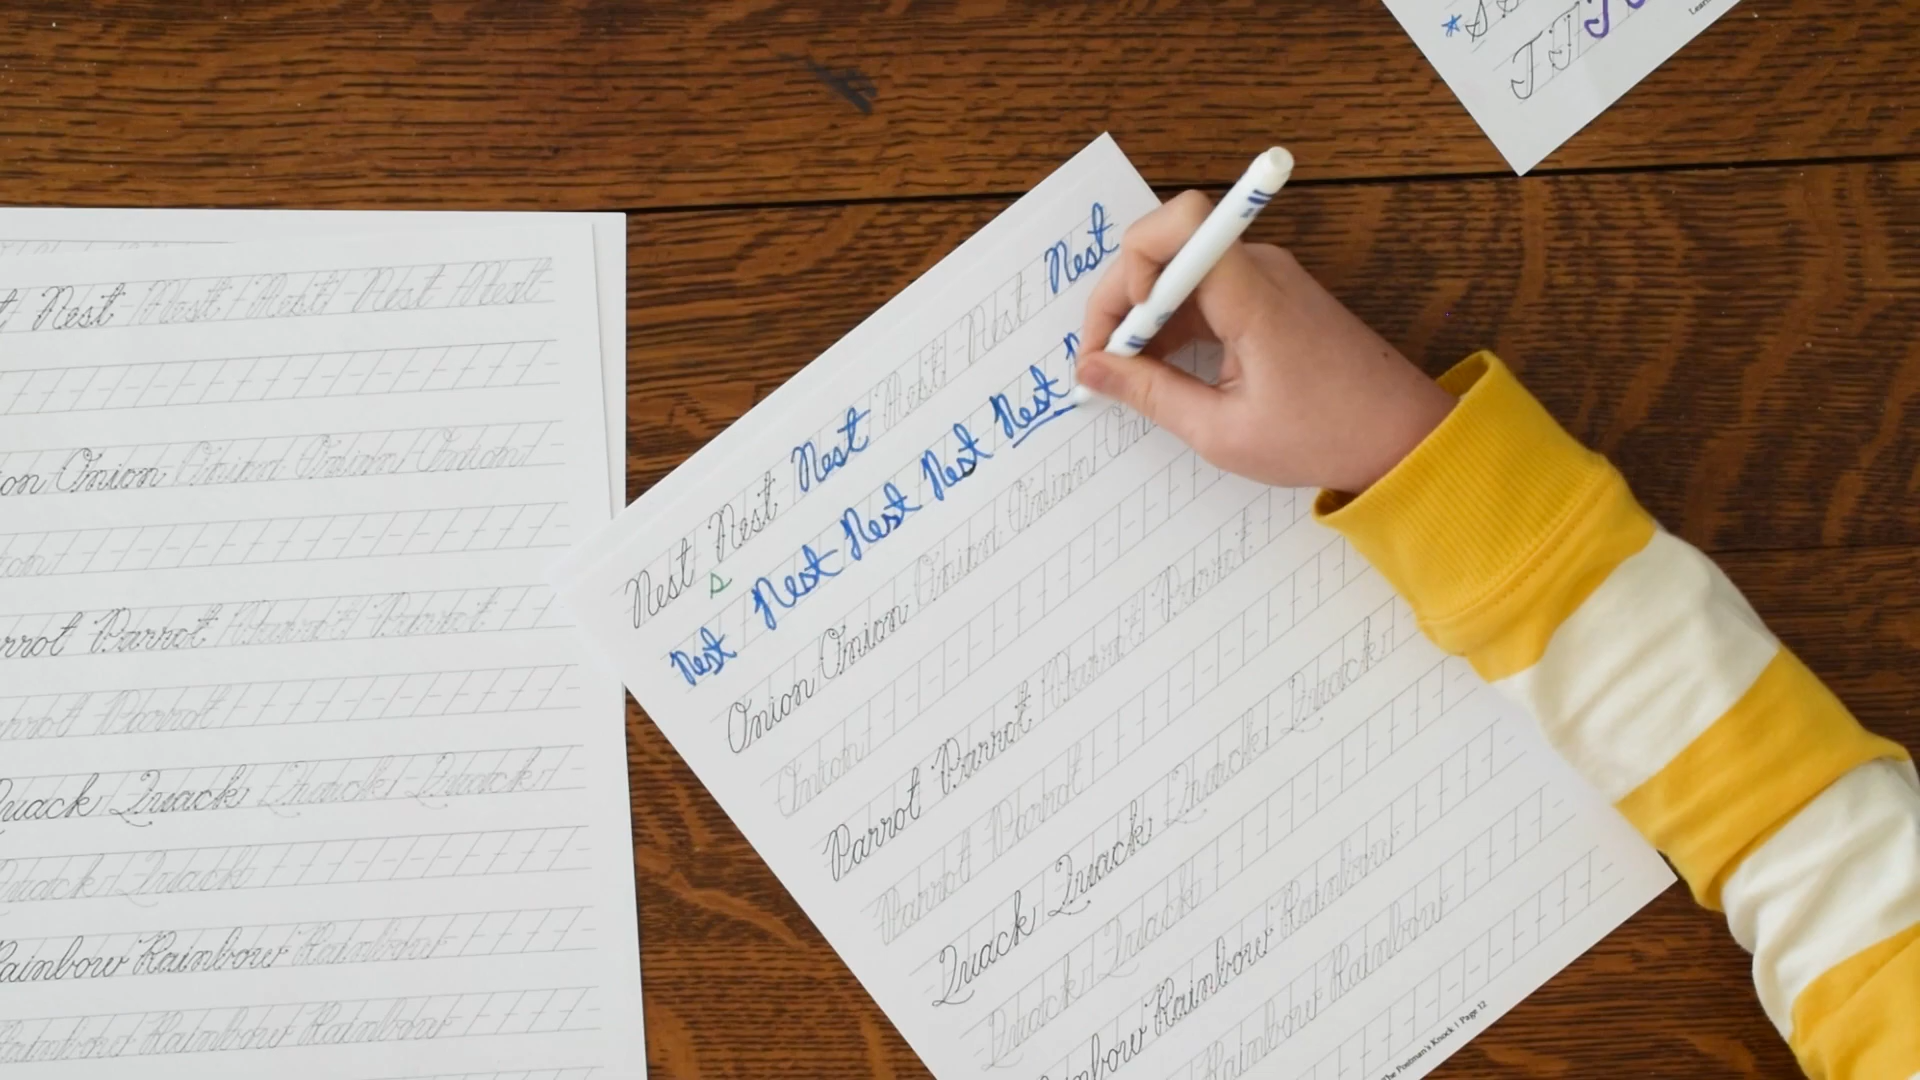 Nest Nest Nest Nest Nest
on Onion Onion Onion Onion
rrot Parrot Parrot Parrot
Parrot
Quack Quack Quack Quack
Quack Quack
Rainbow Rainbow Rainbow
Rainbow Rainbow Rainbow
Nest Nest Nest Nest Nest Nest
s
Nest Nest Nest Nest Nest
Onion Onion Onion Onion
Onion
Parrot Parrot Parrot Parrot
Parrot Parrot
Quack Quack Quack Quack
Quack Quack
Rainbow Rainbow Rainbow
Rainbow Rainbow
The Postman's Knock | Page 12
T T T